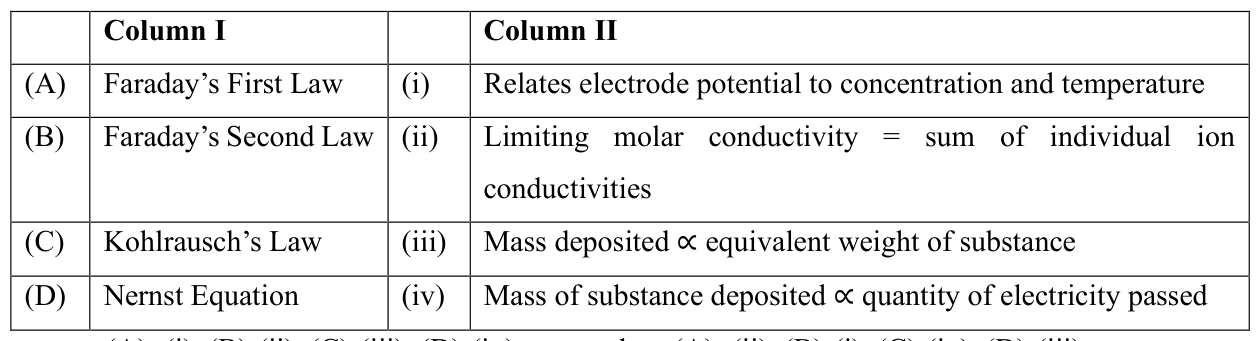 Column I Column II
(A) Faraday’s First Law (i) Relates electrode potential to concentration and temperature
(B) Faraday’s Second Law (ii) Limiting molar conductivity = sum of individual ion
conductivities
(C) Kohlrausch’s Law (iii) Mass deposited ∝ equivalent weight of substance
(D) Nernst Equation (iv) Mass of substance deposited ∝ quantity of electricity passed